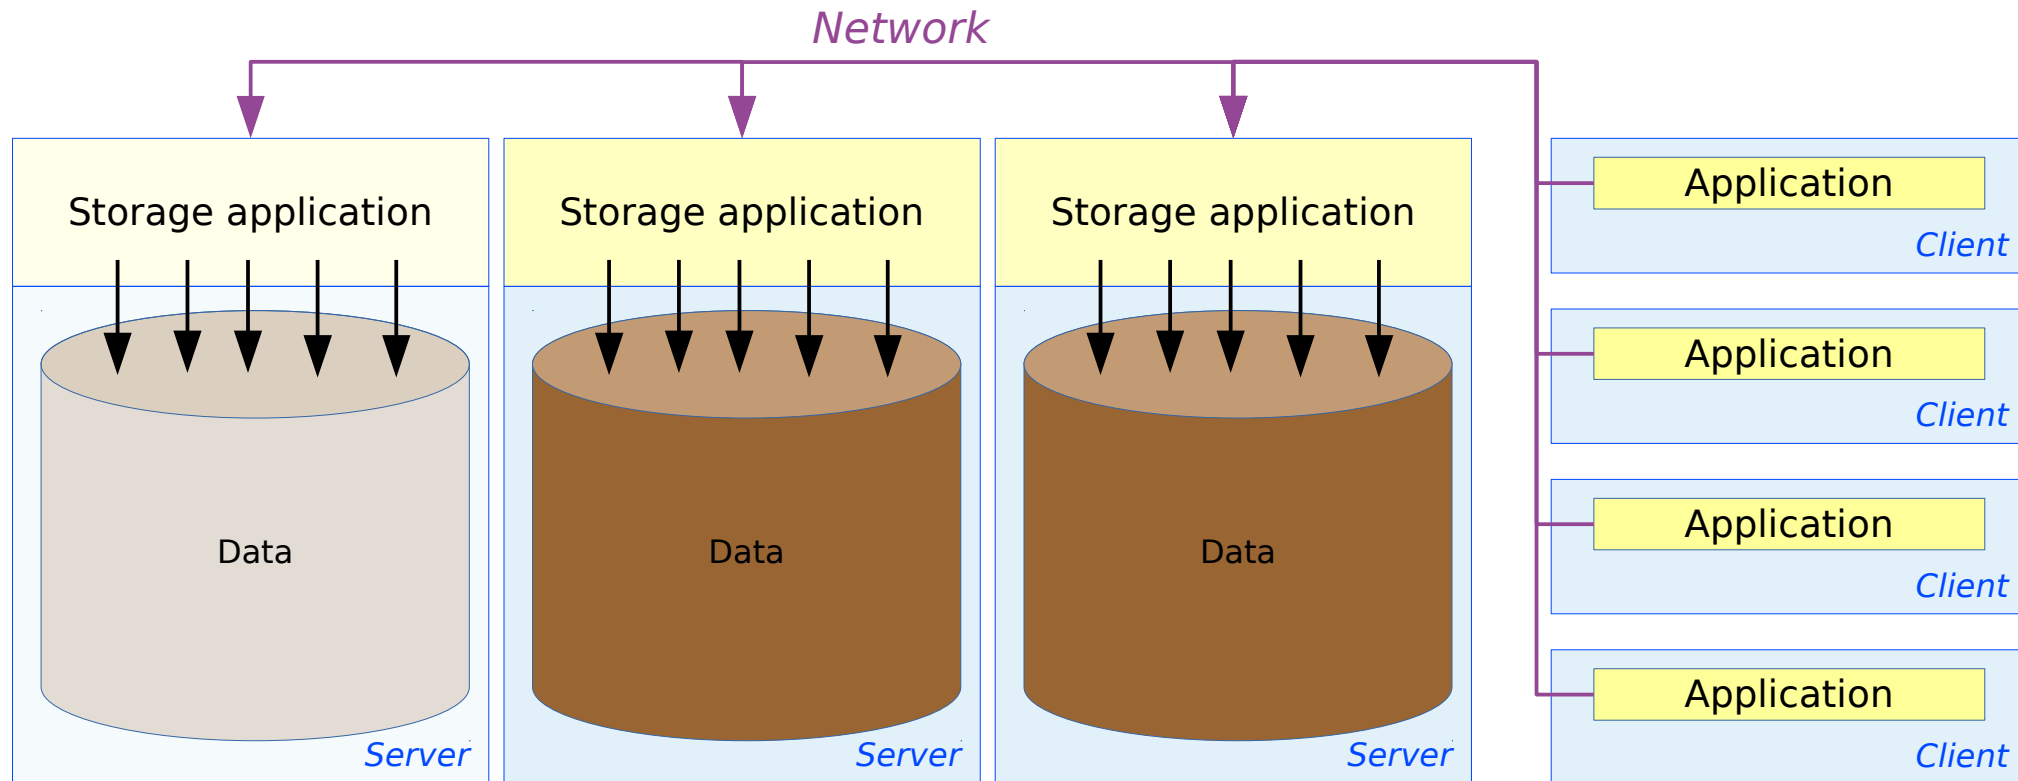 Network
Storage application
Data
Server
Storage application
Data
Server
Storage application
Data
Server
Application
Client
Application
Client
Application
Client
Application
Client